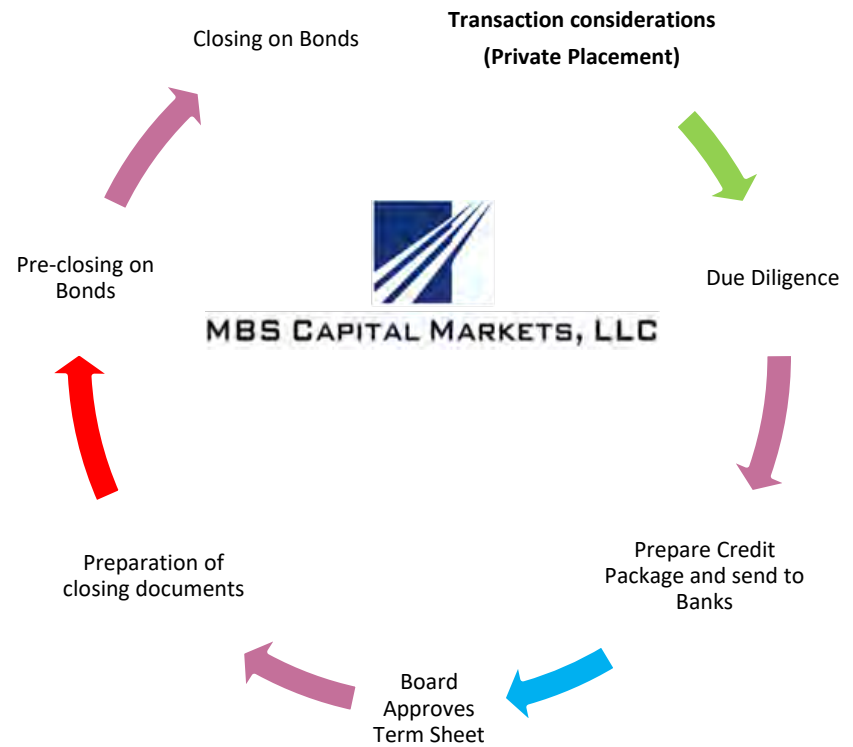 Transaction considerations
(Private Placement)
Due Diligence
Prepare Credit
Package and send to
Banks
Board
Approves
Term Sheet
Preparation of
closing documents
Pre-closing on
Bonds
Closing on Bonds
MBS CAPITAL MARKETS, LLC